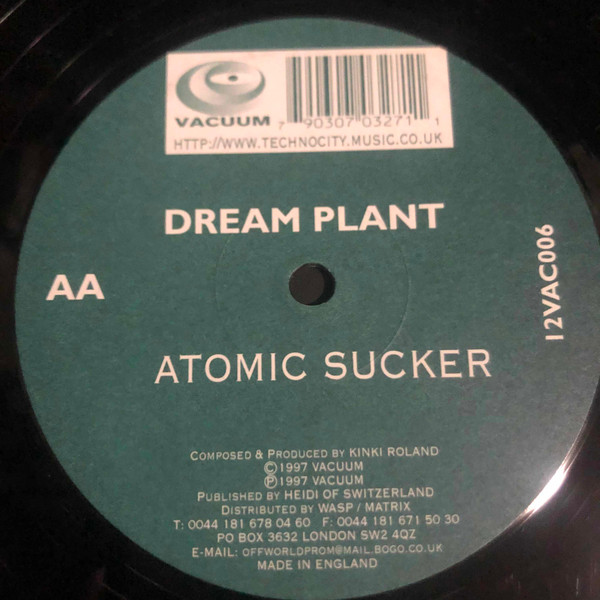 VACUUM
7 90307 03271 1
HTTP://WWW.TECHNOCITY.MUSIC.CO.UK
DREAM PLANT
AA
12VAC006
ATOMIC SUCKER
COMPOSED & PRODUCED BY KINKI ROLAND
©1997 VACUUM
℗1997 VACUUM
PUBLISHED BY HEIDI OF SWITZERLAND
DISTRIBUTED BY WASP / MATRIX
T: 0044 181 678 04 60 F: 0044 181 671 50 30
PO BOX 3632 LONDON SW2 4QZ
E-MAIL: OFFWORLDPROM@MAIL.BOGO.CO.UK
MADE IN ENGLAND